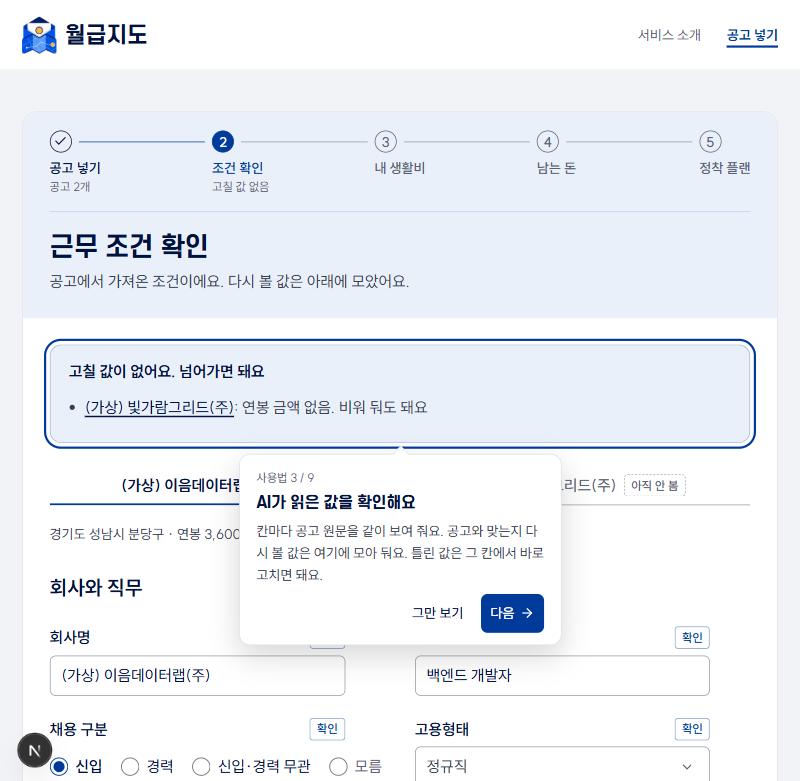 월급지도
서비스 소개
공고 넣기
2
3
4
5
공고 넣기
조건 확인
내 생활비
남는 돈
정착 플랜
공고 2개
고칠 값 없음
근무 조건 확인
공고에서 가져온 조건이에요. 다시 볼 값은 아래에 모았어요.
고칠 값이 없어요. 넘어가면 돼요
• (가상) 빛가람그리드(주): 연봉 금액 없음. 비워 둬도 돼요
(가상) 이음데이터
리드(주)
아직 안 봄
사용법 3 / 9
AI가 읽은 값을 확인해요
칸마다 공고 원문을 같이 보여 줘요. 공고와 맞는지 다
시 볼 값은 여기에 모아 둬요. 틀린 값은 그 칸에서 바로
고치면 돼요.
그만 보기
다음 →
경기도 성남시 분당구 · 연봉 3,600
회사와 직무
회사명
확인
(가상) 이음데이터랩(주)
백엔드 개발자
채용 구분
확인
고용형태
확인
신입
경력
신입·경력 무관
모름
정규직
N